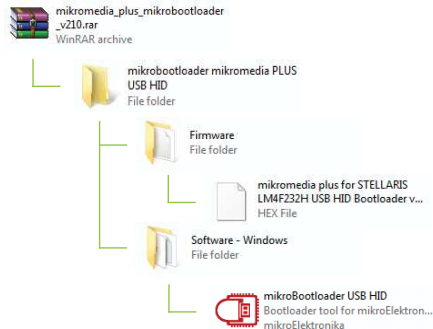 mikromedia_plus_mikrobootloader
_v210.rar
WinRAR archive
mikrobootloader mikromedia PLUS
USB HID
File folder
Firmware
File folder
mikromedia plus for STELLARIS
LM4F232H USB HID Bootloader v...
HEX File
Software - Windows
File folder
mikroBootloader USB HID
Bootloader tool for mikroElektron...
mikroElektronika